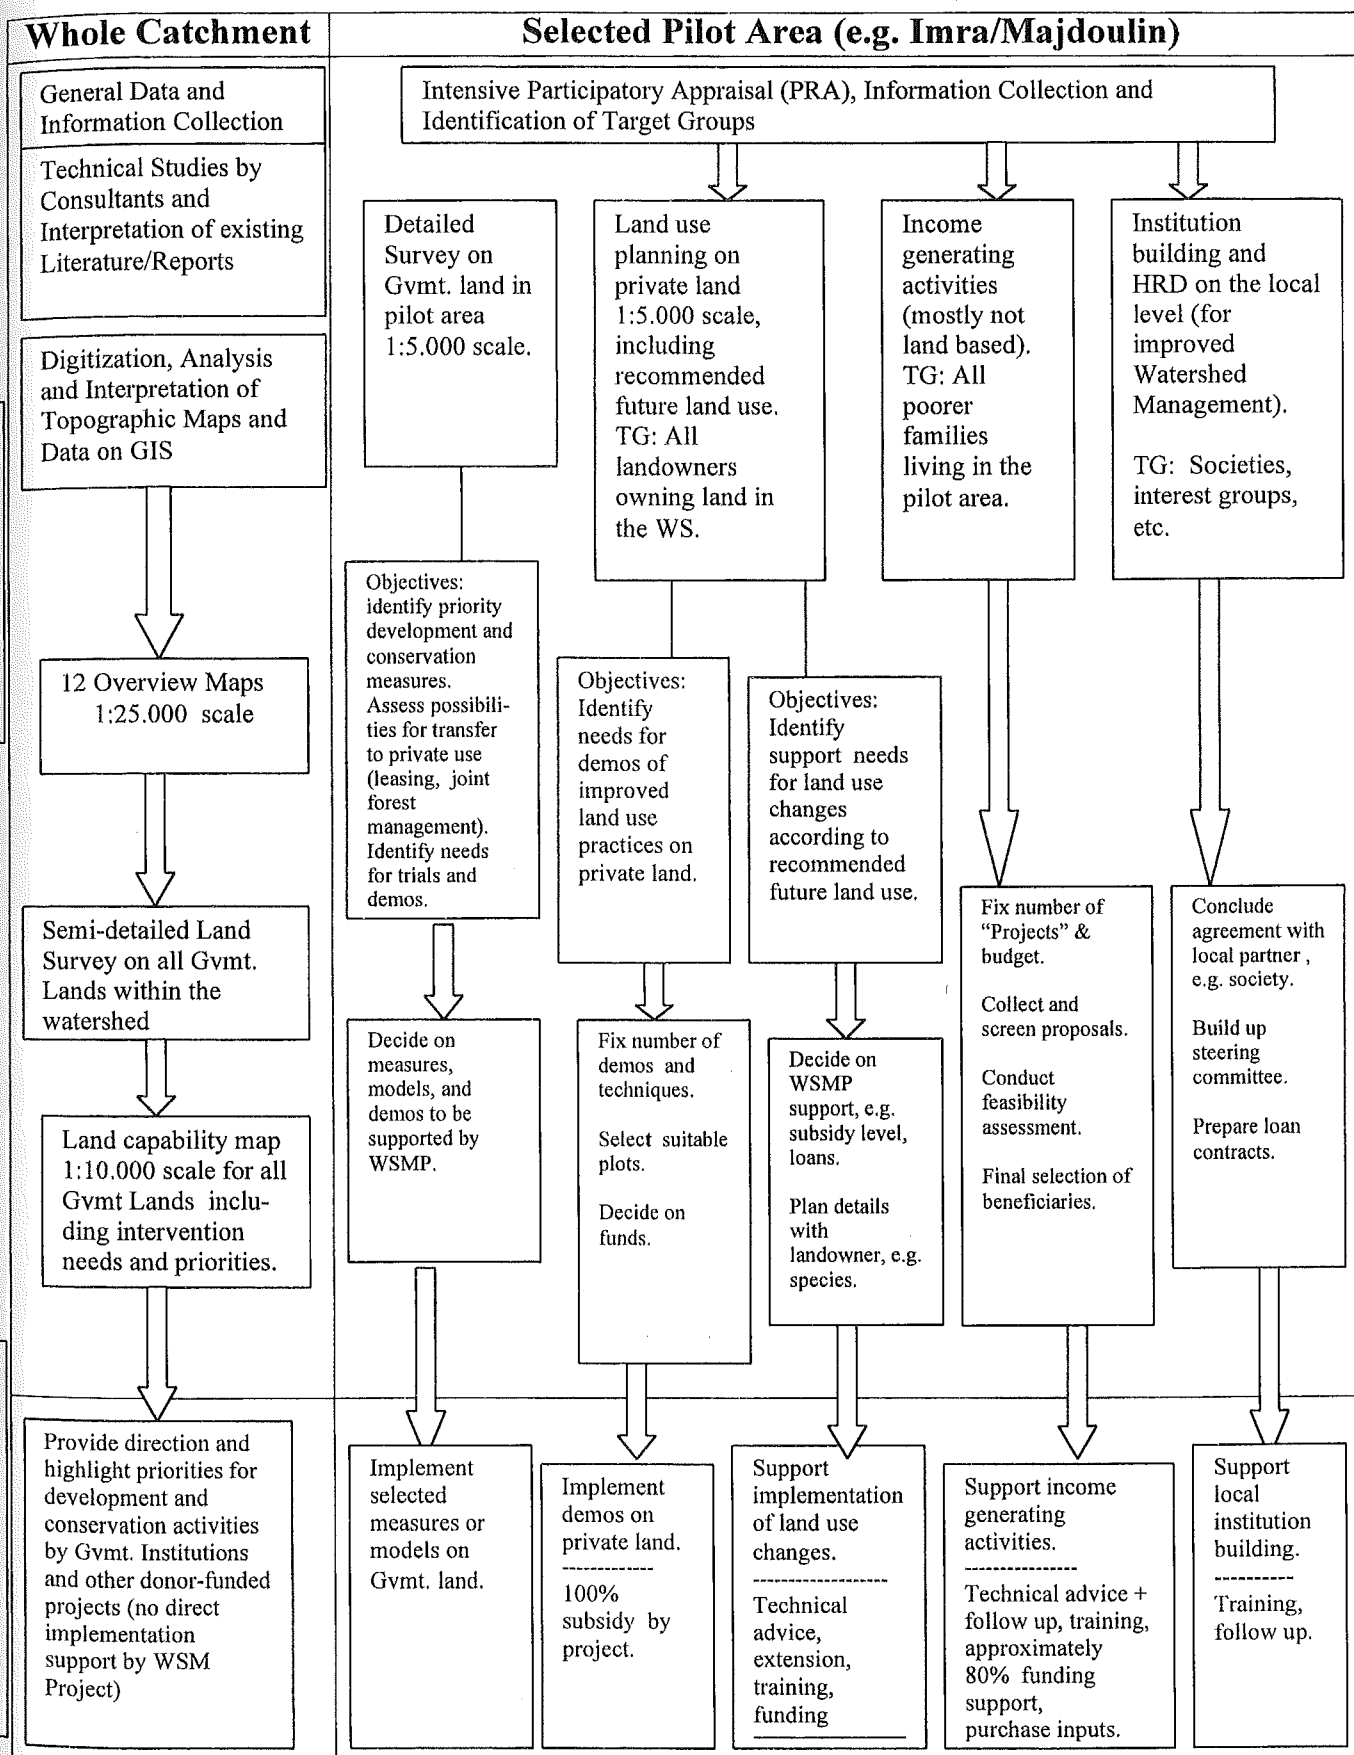 Whole Catchment
Selected Pilot Area (e.g. Imra/Majdoulin)
General Data and
Information Collection
Technical Studies by
Consultants and
Interpretation of existing
Literature/Reports
Digitization, Analysis
and Interpretation of
Topographic Maps and
Data on GIS
12 Overview Maps
1:25.000 scale
Semi-detailed Land
Survey on all Gvmt.
Lands within the
watershed
Land capability map
1:10.000 scale for all
Gvmt Lands inclu-
ding intervention
needs and priorities.
Provide direction and
highlight priorities for
development and
conservation activities
by Gvmt. Institutions
and other donor-funded
projects (no direct
implementation
support by WSM
Project)
Intensive Participatory Appraisal (PRA), Information Collection and
Identification of Target Groups
Detailed
Survey on
Gvmt. land in
pilot area
1:5.000 scale.
Objectives:
identify priority
development and
conservation
measures.
Assess possibili-
ties for transfer
to private use
(leasing, joint
forest
management).
Identify needs
for trials and
demos.
Decide on
measures,
models, and
demos to be
supported by
WSMP.
Implement
selected
measures or
models on
Gvmt. land.
Land use
planning on
private land
1:5.000 scale,
including
recommended
future land use.
TG: All
landowners
owning land in
the WS.
Objectives:
Identify
needs for
demos of
improved
land use
practices on
private land.
Fix number of
demos and
techniques.
Select suitable
plots.
Decide on
funds.
Implement
demos on
private land.
------------
100%
subsidy by
project.
Objectives:
Identify
support needs
for land use
changes
according to
recommended
future land use.
Decide on
WSMP
support, e.g.
subsidy level,
loans.
Plan details
with
landowner, e.g.
species.
Support
implementation
of land use
changes.
-----------------
Technical
advice,
extension,
training,
funding
Income
generating
activities
(mostly not
land based).
TG: All
poorer
families
living in the
pilot area.
Fix number of
“Projects” &
budget.
Collect and
screen proposals.
Conduct
feasibility
assessment.
Final selection of
beneficiaries.
Support income
generating
activities.
---------------
Technical advice +
follow up, training,
approximately
80% funding
support,
purchase inputs.
Institution
building and
HRD on the local
level (for
improved
Watershed
Management).
TG: Societies,
interest groups,
etc.
Conclude
agreement with
local partner ,
e.g. society.
Build up
steering
committee.
Prepare loan
contracts.
Support
local
institution
building.
----------
Training,
follow up.